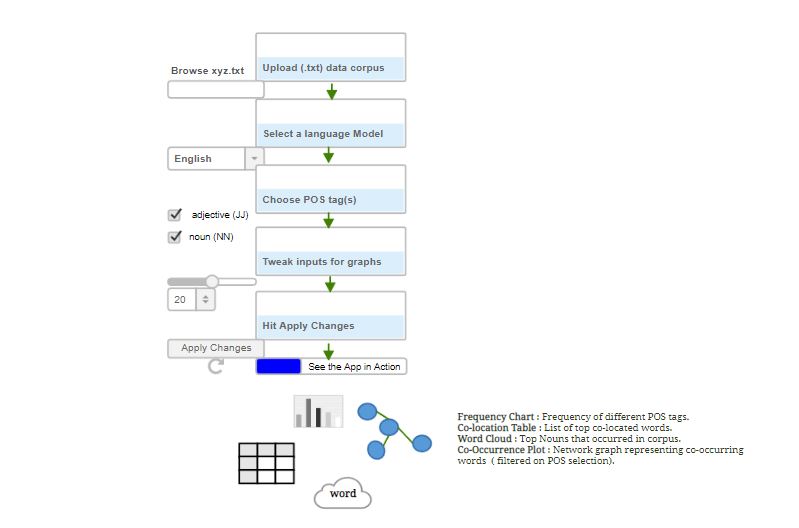 Browse xyz.txt
Upload (.txt) data corpus
Select a language Model
English
Choose POS tag(s)
adjective (JJ)
noun (NN)
Tweak inputs for graphs
20
Hit Apply Changes
Apply Changes
See the App in Action
Frequency Chart : Frequency of different POS tags.
Co-location Table : List of top co-located words.
Word Cloud : Top Nouns that occurred in corpus.
Co-Occurrence Plot : Network graph representing co-occurring
words ( filtered on POS selection).
word